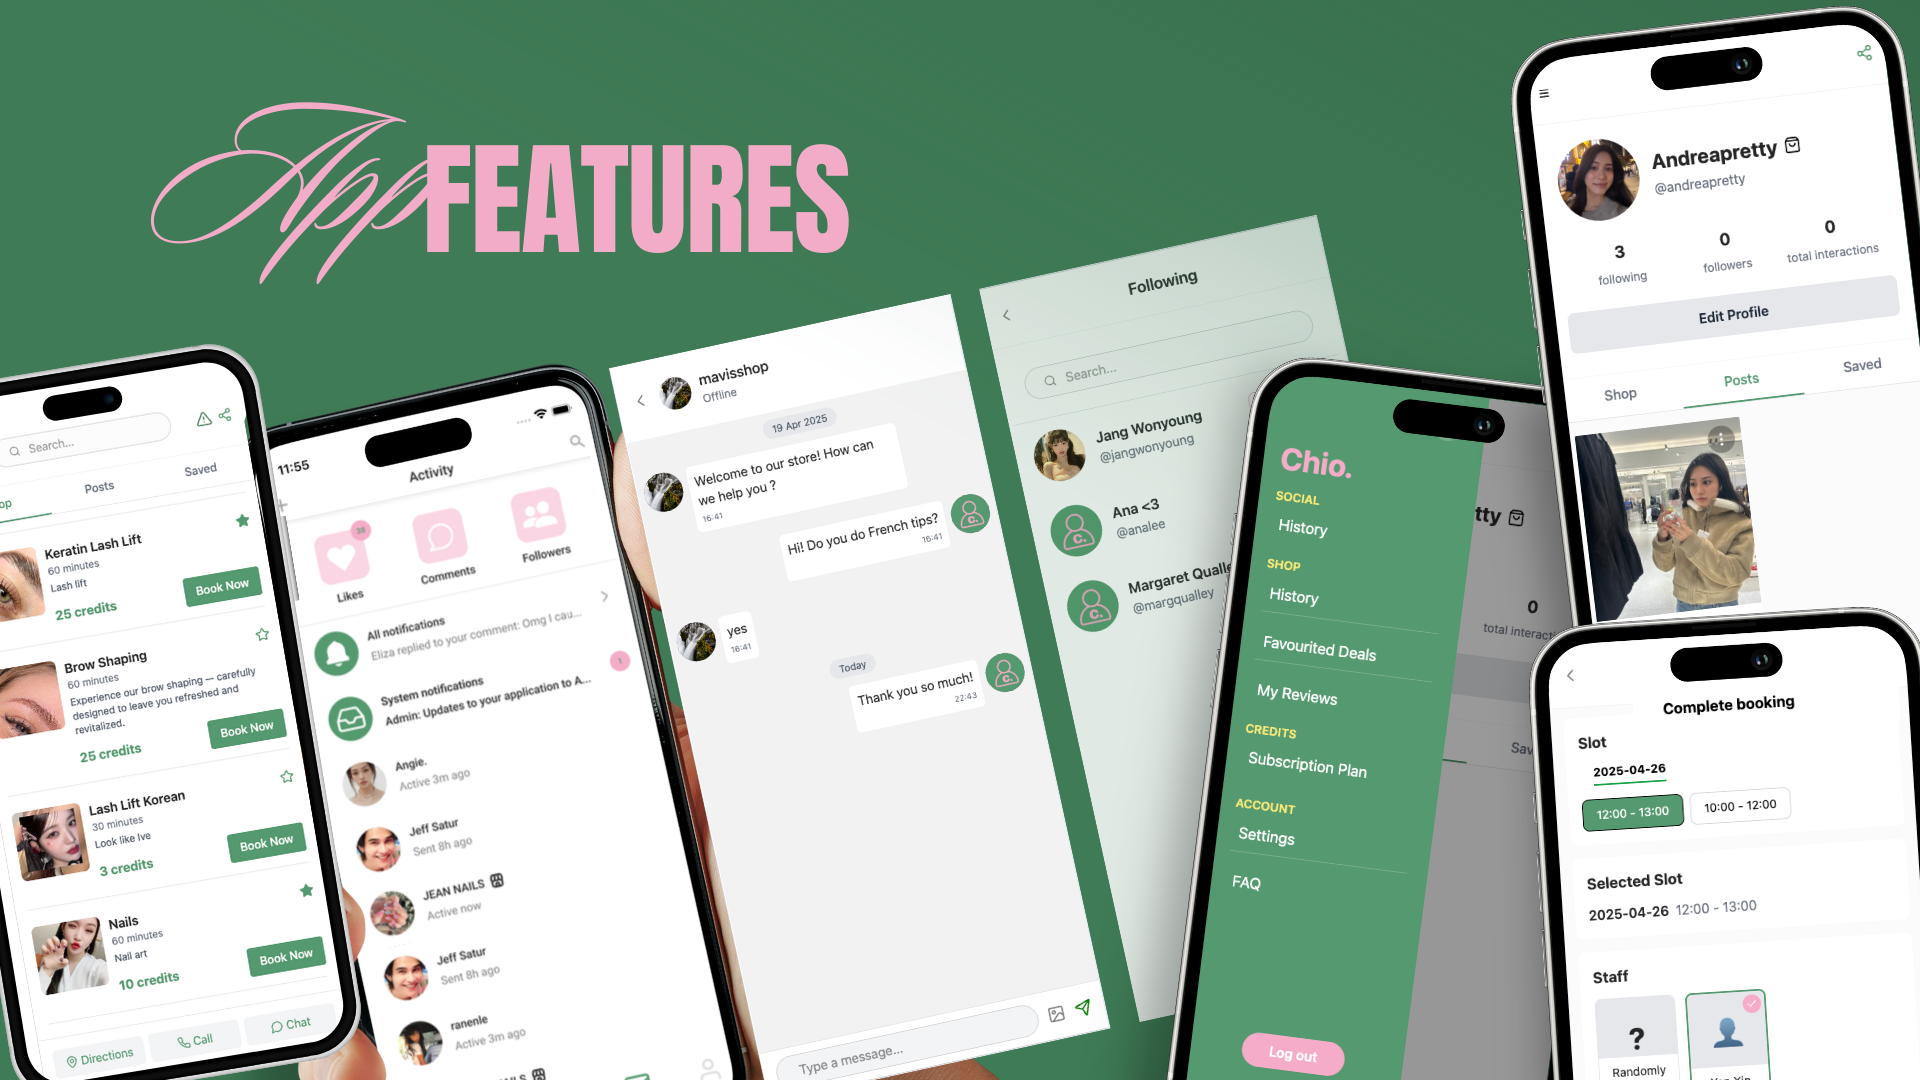 App FEATURES
Search...
Posts
Saved
Keratin Lash Lift
60 minutes
Lash lift
25 credits
Book Now
Brow Shaping
60 minutes
Experience our brow shaping — carefully
designed to leave you refreshed and
revitalized.
25 credits
Book Now
Lash Lift Korean
30 minutes
Look like Ive
3 credits
Book Now
Nails
60 minutes
Nail art
10 credits
Book Now
Directions
Call
Chat
11:55
Activity
38
Likes
Comments
Followers
All notifications
Eliza replied to your comment: Omg I cau...
System notifications
Admin: Updates to your application to A...
1
Angie.
Active 3m ago
Jeff Satur
Sent 8h ago
JEAN NAILS
Active now
Jeff Satur
Sent 8h ago
ranenle
Active 3m ago
mavisshop
Offline
19 Apr 2025
Welcome to our store! How can
we help you ?
16:41
Hi! Do you do French tips?
16:41
c.
yes
16:41
Today
Thank you so much!
22:43
c.
Type a message...
Following
Search...
Jang Wonyoung
@jangwonyoung
Ana <3
@analee
c.
Margaret Qualle
@margqualley
c.
Chio.
SOCIAL
History
SHOP
History
Favourited Deals
My Reviews
CREDITS
Subscription Plan
ACCOUNT
Settings
FAQ
Log out
tty
0
total interact
Sav
Andreapretty
@andreapretty
3
following
0
followers
0
total interactions
Edit Profile
Shop
Posts
Saved
Complete booking
Slot
2025-04-26
12:00 - 13:00
10:00 - 12:00
Selected Slot
2025-04-26 12:00 - 13:00
Staff
?
Randomly